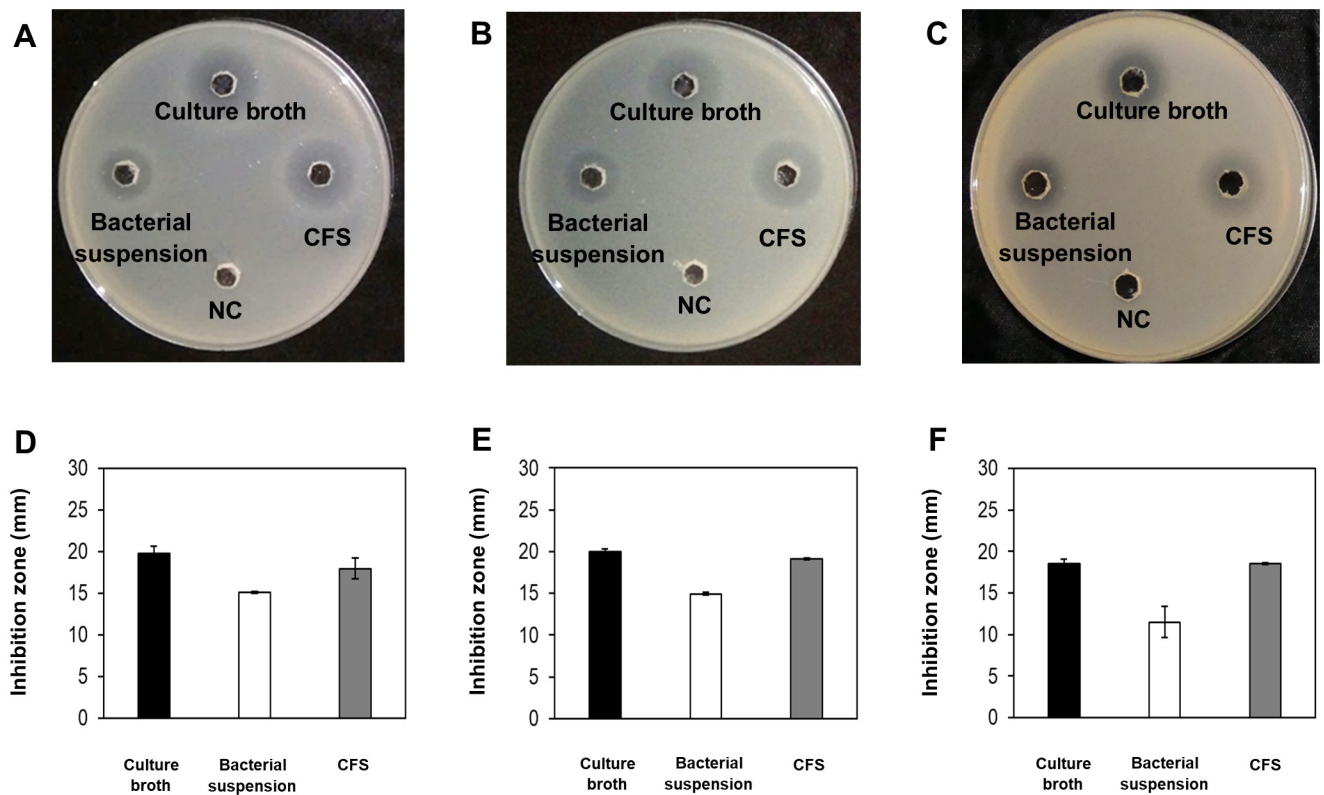 A
Culture broth
Bacterial
suspension
CFS
NC
B
Culture broth
Bacterial
suspension
CFS
NC
C
Culture broth
Bacterial
suspension
CFS
NC
D
Inhibition zone (mm)
30
25
20
15
10
5
0
Culture
broth
Bacterial
suspension
CFS
E
Inhibition zone (mm)
30
25
20
15
10
5
0
Culture
broth
Bacterial
suspension
CFS
F
Inhibition zone (mm)
30
25
20
15
10
5
0
Culture
broth
Bacterial
suspension
CFS